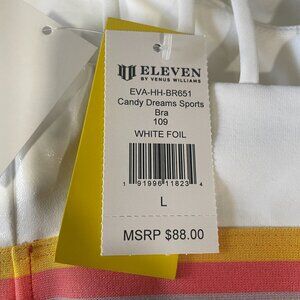 ELEVEN
BY VENUS WILLIAMS
EVA-HH-BR651
Candy Dreams Sports
Bra
109
WHITE FOIL
1 91996 11823 4
L
MSRP $88.00